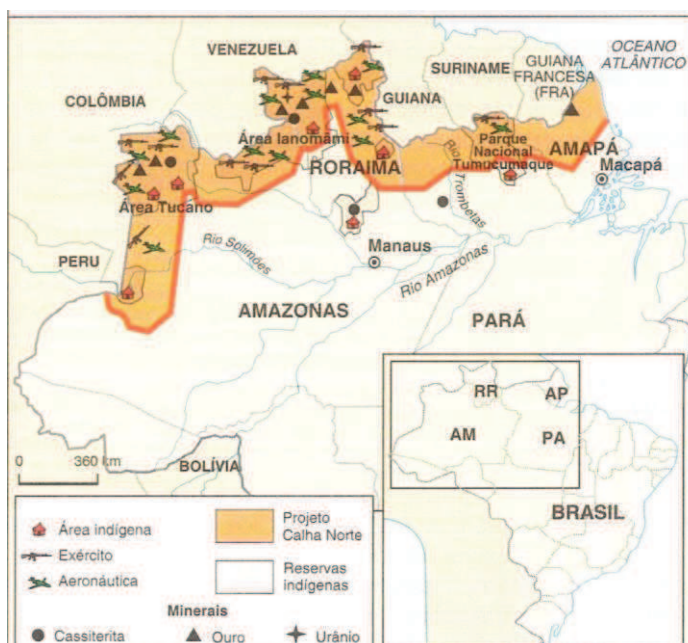 OCEANO
ATLÂNTICO
VENEZUELA
SURINAME
GUIANA
FRANCESA
(FRA)
COLÔMBIA
GUIANA
Área Ianomâmi
Parque
Nacional
Tumucumaque
AMAPÁ
Macapá
RORAIMA
Rio Trombetas
Área Tucano
Manaus
Rio Solimões
PERU
Rio Amazonas
AMAZONAS
PARÁ
RR
AP
AM
PA
BRASIL
0 360 km
BOLÍVIA
Área indígena
Projeto
Calha Norte
Exército
Aeronáutica
Reservas
indígenas
Minerais
Cassiterita
Ouro
Urânio